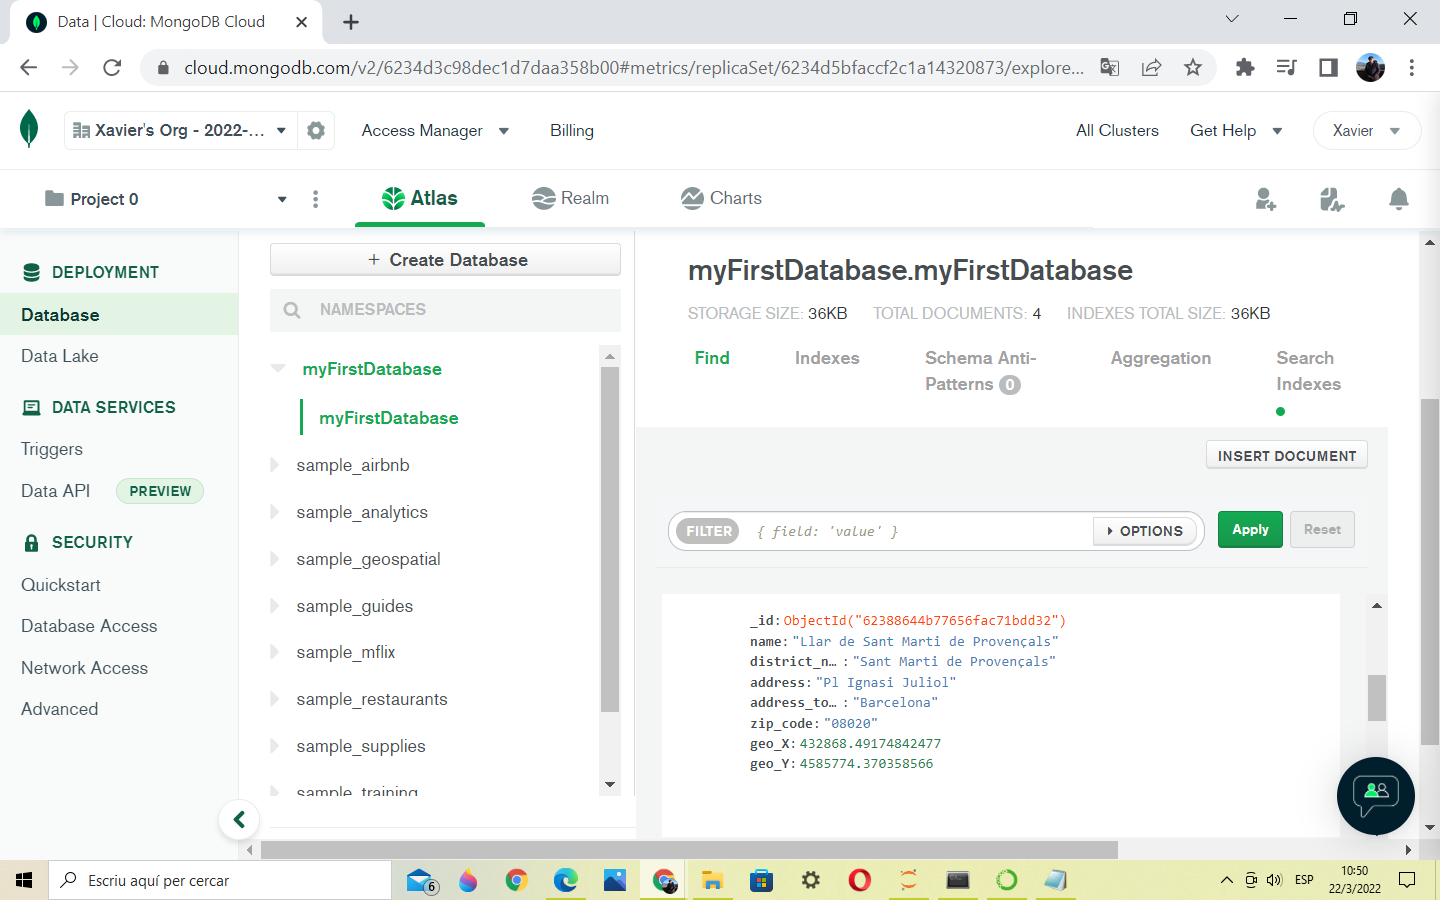 Data | Cloud: MongoDB Cloud
cloud.mongodb.com/v2/6234d3c98dec1d7daa358b00#metrics/replicaSet/6234d5bfaccf2c1a14320873/explore...
Xavier's Org - 2022-...
Access Manager
Billing
All Clusters
Get Help
Xavier
Project 0
Atlas
Realm
Charts
DEPLOYMENT
Database
Data Lake
DATA SERVICES
Triggers
Data API PREVIEW
SECURITY
Quickstart
Database Access
Network Access
Advanced
+ Create Database
NAMESPACES
myFirstDatabase
myFirstDatabase
sample_airbnb
sample_analytics
sample_geospatial
sample_guides
sample_mflix
sample_restaurants
sample_supplies
sample_training
myFirstDatabase.myFirstDatabase
STORAGE SIZE: 36KB TOTAL DOCUMENTS: 4 INDEXES TOTAL SIZE: 36KB
Find
Indexes
Schema Anti-
Patterns 0
Aggregation
Search
Indexes
INSERT DOCUMENT
FILTER { field: 'value' } OPTIONS Apply Reset
_id: ObjectId("62388644b77656fac71bdd32")
name: "Llar de Sant Marti de Provençals"
district_n… : "Sant Marti de Provençals"
address: "Pl Ignasi Juliol"
address_to… : "Barcelona"
zip_code: "08020"
geo_X: 432868.49174842477
geo_Y: 4585774.370358566
Escriu aquí per cercar
6
ESP
10:50
22/3/2022